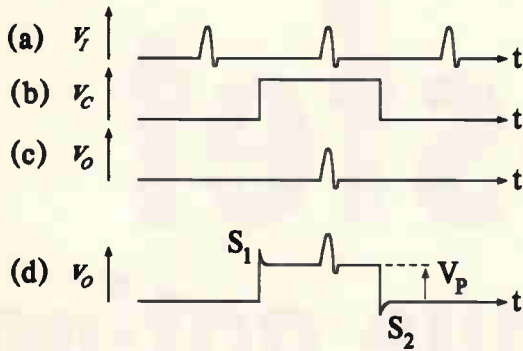 (a) V_I t
(b) V_C t
(c) V_O t
S_1
(d) V_O V_P t
S_2